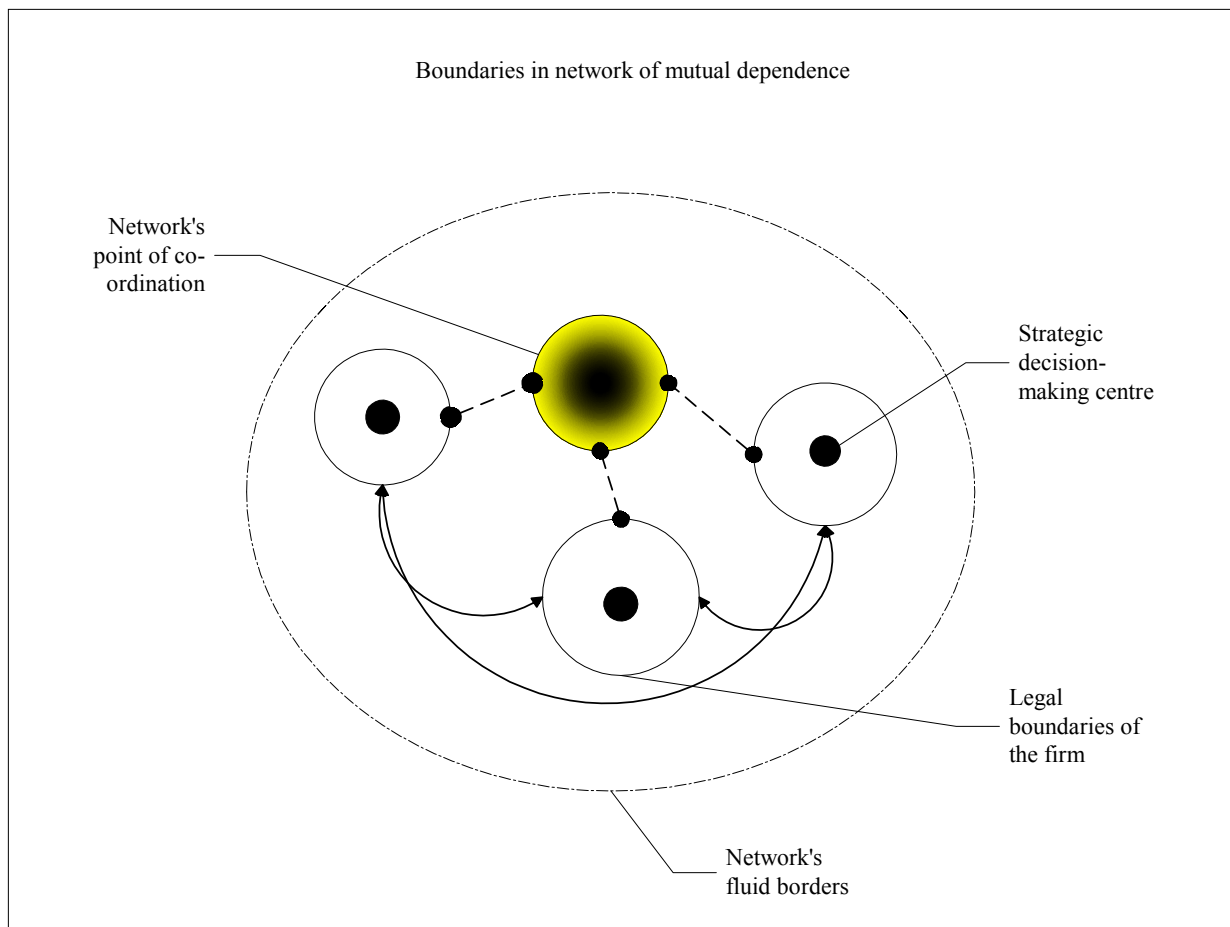 Boundaries in network of mutual dependence
Network's
point of co-
ordination
Strategic
decision-
making centre
Legal
boundaries of
the firm
Network's
fluid borders